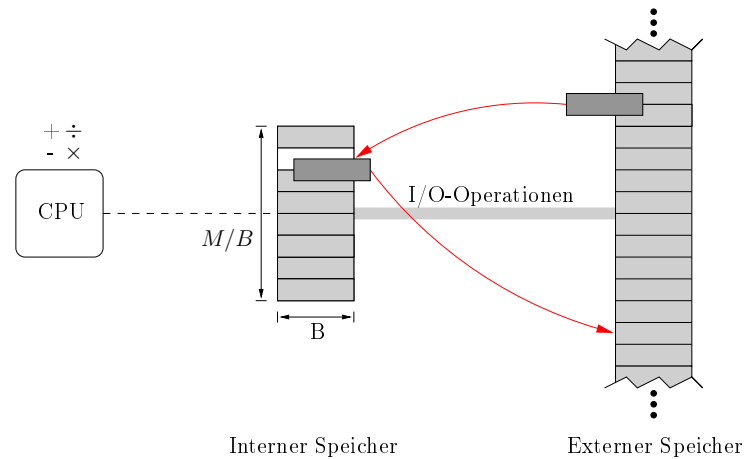 + ÷
- ×
CPU
I/O-Operationen
M/B
B
Interner Speicher
Externer Speicher